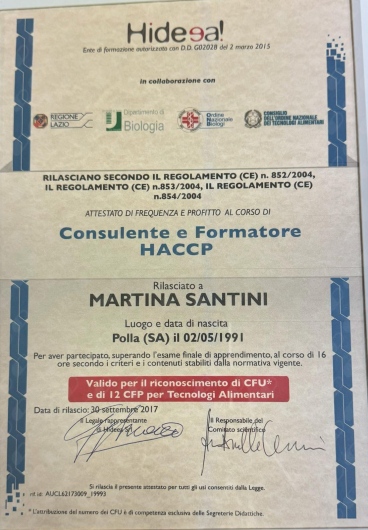 Hideea!
Ente di formazione autorizzato con D.D. G02028 del 2 marzo 2015
in collaborazione con
REGIONE LAZIO
Dipartimento di Biologia
Ordine Nazionale Biologi
CONSIGLIO DELL'ORDINE NAZIONALE DEI TECNOLOGI ALIMENTARI
RILASCIANO SECONDO IL REGOLAMENTO (CE) n. 852/2004,
IL REGOLAMENTO (CE) n.853/2004, IL REGOLAMENTO (CE)
n.854/2004
ATTESTATO DI FREQUENZA E PROFITTO AL CORSO DI
Consulente e Formatore
HACCP
Rilasciato a
MARTINA SANTINI
Luogo e data di nascita
Polla (SA) il 02/05/1991
Per aver partecipato, superando l'esame finale di apprendimento, al corso di 16
ore secondo i criteri e i contenuti stabiliti dalla normativa vigente.
Valido per il riconoscimento di CFU*
e di 12 CFP per Tecnologi Alimentari
Data di rilascio: 30 settembre 2017
Il Legale rappresentante
di Hideea Srl
Il Responsabile del
Comitato scientifico
Si rilascia il presente attestato per tutti gli usi consentiti dalla Legge.
rif.at: AUCL62173009_19993
*L'attribuzione del numero dei CFU è di competenza esclusiva delle Segreterie Didattiche.